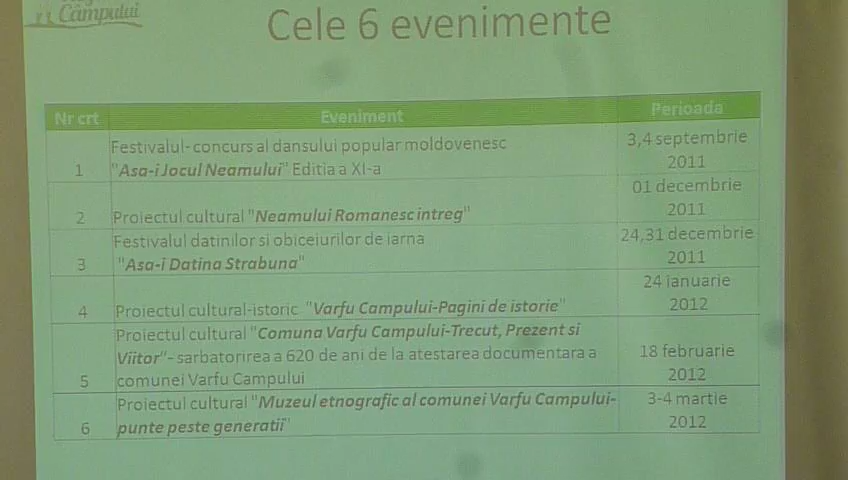 Câmpului
Cele 6 evenimente
Nr crt Eveniment Perioada
Festivalul- concurs al dansului popular moldovenesc 3,4 septembrie
1 "Asa-i Jocul Neamului" Editia a XI-a 2011
01 decembrie
2 Proiectul cultural "Neamului Romanesc intreg" 2011
Festivalul datinilor si obiceiurilor de iarna 24,31 decembrie
3 "Asa-i Datina Strabuna" 2011
24 ianuarie
4 Proiectul cultural-istoric "Varfu Campului-Pagini de istorie" 2012
Proiectul cultural "Comuna Varfu Campului-Trecut, Prezent si
Viitor"- sarbatorirea a 620 de ani de la atestarea documentara a 18 februarie
5 comunei Varfu Campului 2012
Proiectul cultural "Muzeul etnografic al comunei Varfu Campului- 3-4 martie
6 punte peste generatii" 2012